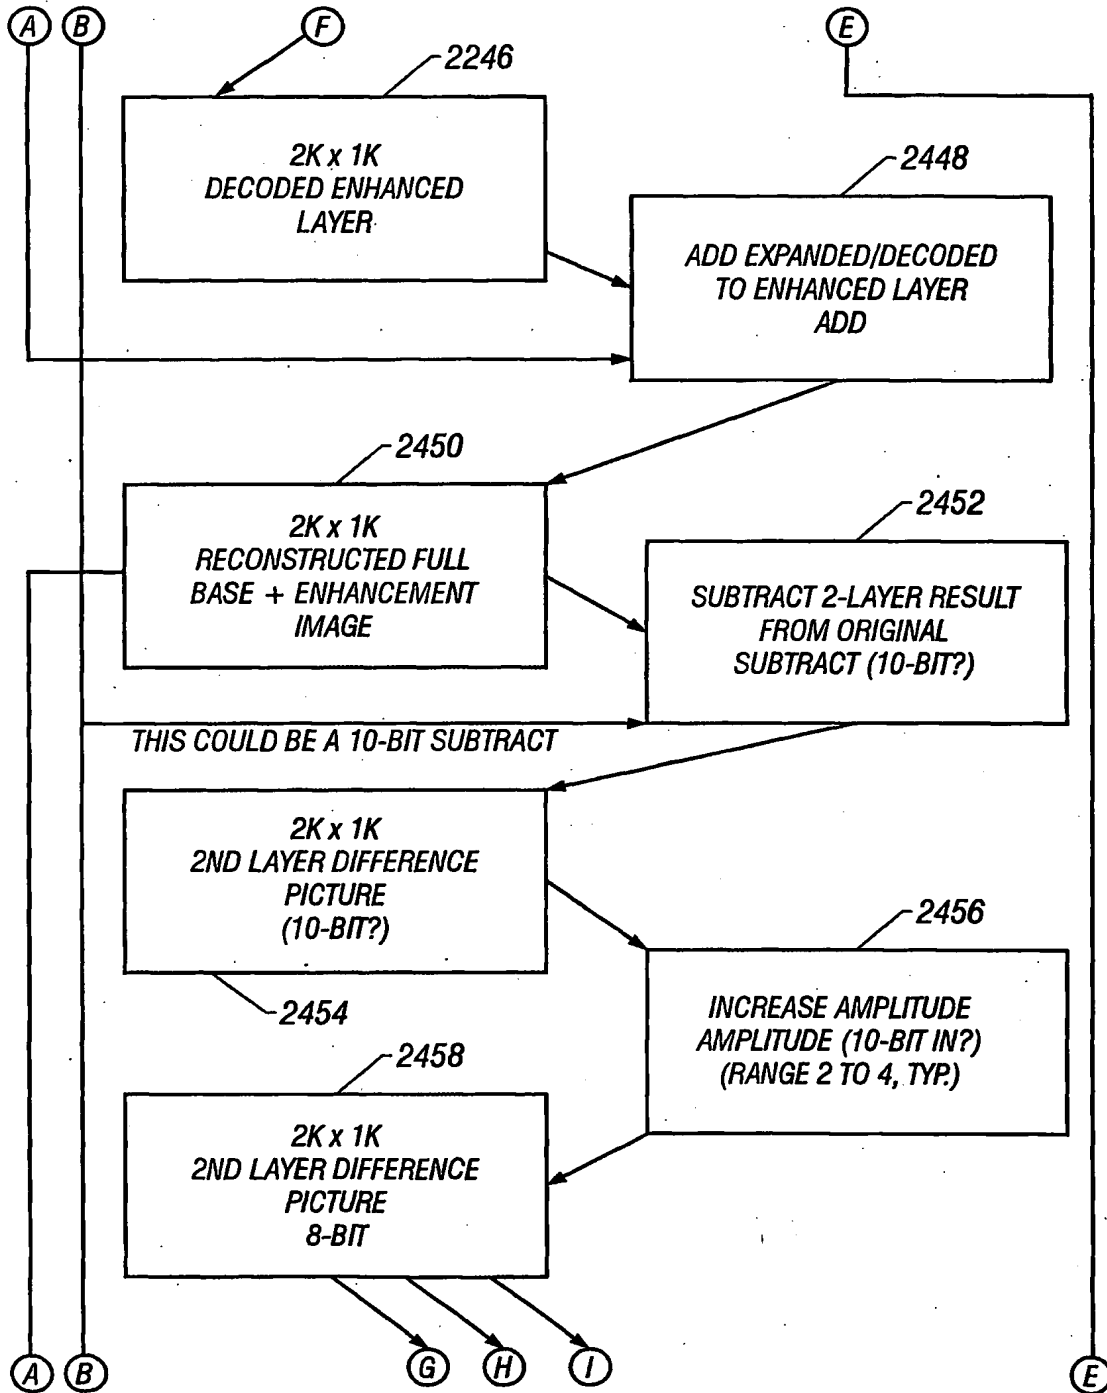 A B F E
2246
2K x 1K
DECODED ENHANCED
LAYER
2448
ADD EXPANDED/DECODED
TO ENHANCED LAYER
ADD
2450
2K x 1K
RECONSTRUCTED FULL
BASE + ENHANCEMENT
IMAGE
2452
SUBTRACT 2-LAYER RESULT
FROM ORIGINAL
SUBTRACT (10-BIT?)
THIS COULD BE A 10-BIT SUBTRACT
2K x 1K
2ND LAYER DIFFERENCE
PICTURE
(10-BIT?)
2454
2456
INCREASE AMPLITUDE
AMPLITUDE (10-BIT IN?)
(RANGE 2 TO 4, TYP.)
2458
2K x 1K
2ND LAYER DIFFERENCE
PICTURE
8-BIT
A B G H I E